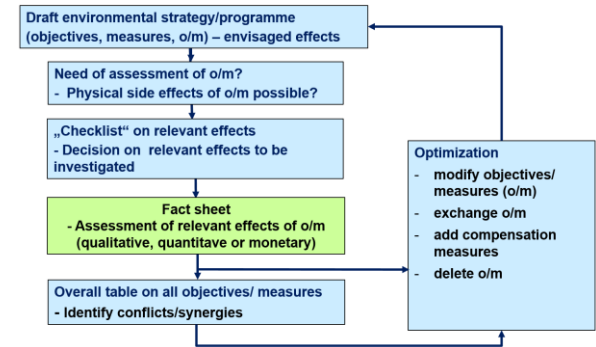 Draft environmental strategy/programme
(objectives, measures, o/m) – envisaged effects
Need of assessment of o/m?
- Physical side effects of o/m possible?
„Checklist“ on relevant effects
- Decision on relevant effects to be
investigated
Fact sheet
- Assessment of relevant effects of o/m
(qualitative, quantitave or monetary)
Overall table on all objectives/ measures
- Identify conflicts/synergies
Optimization
- modify objectives/
measures (o/m)
- exchange o/m
- add compensation
measures
- delete o/m